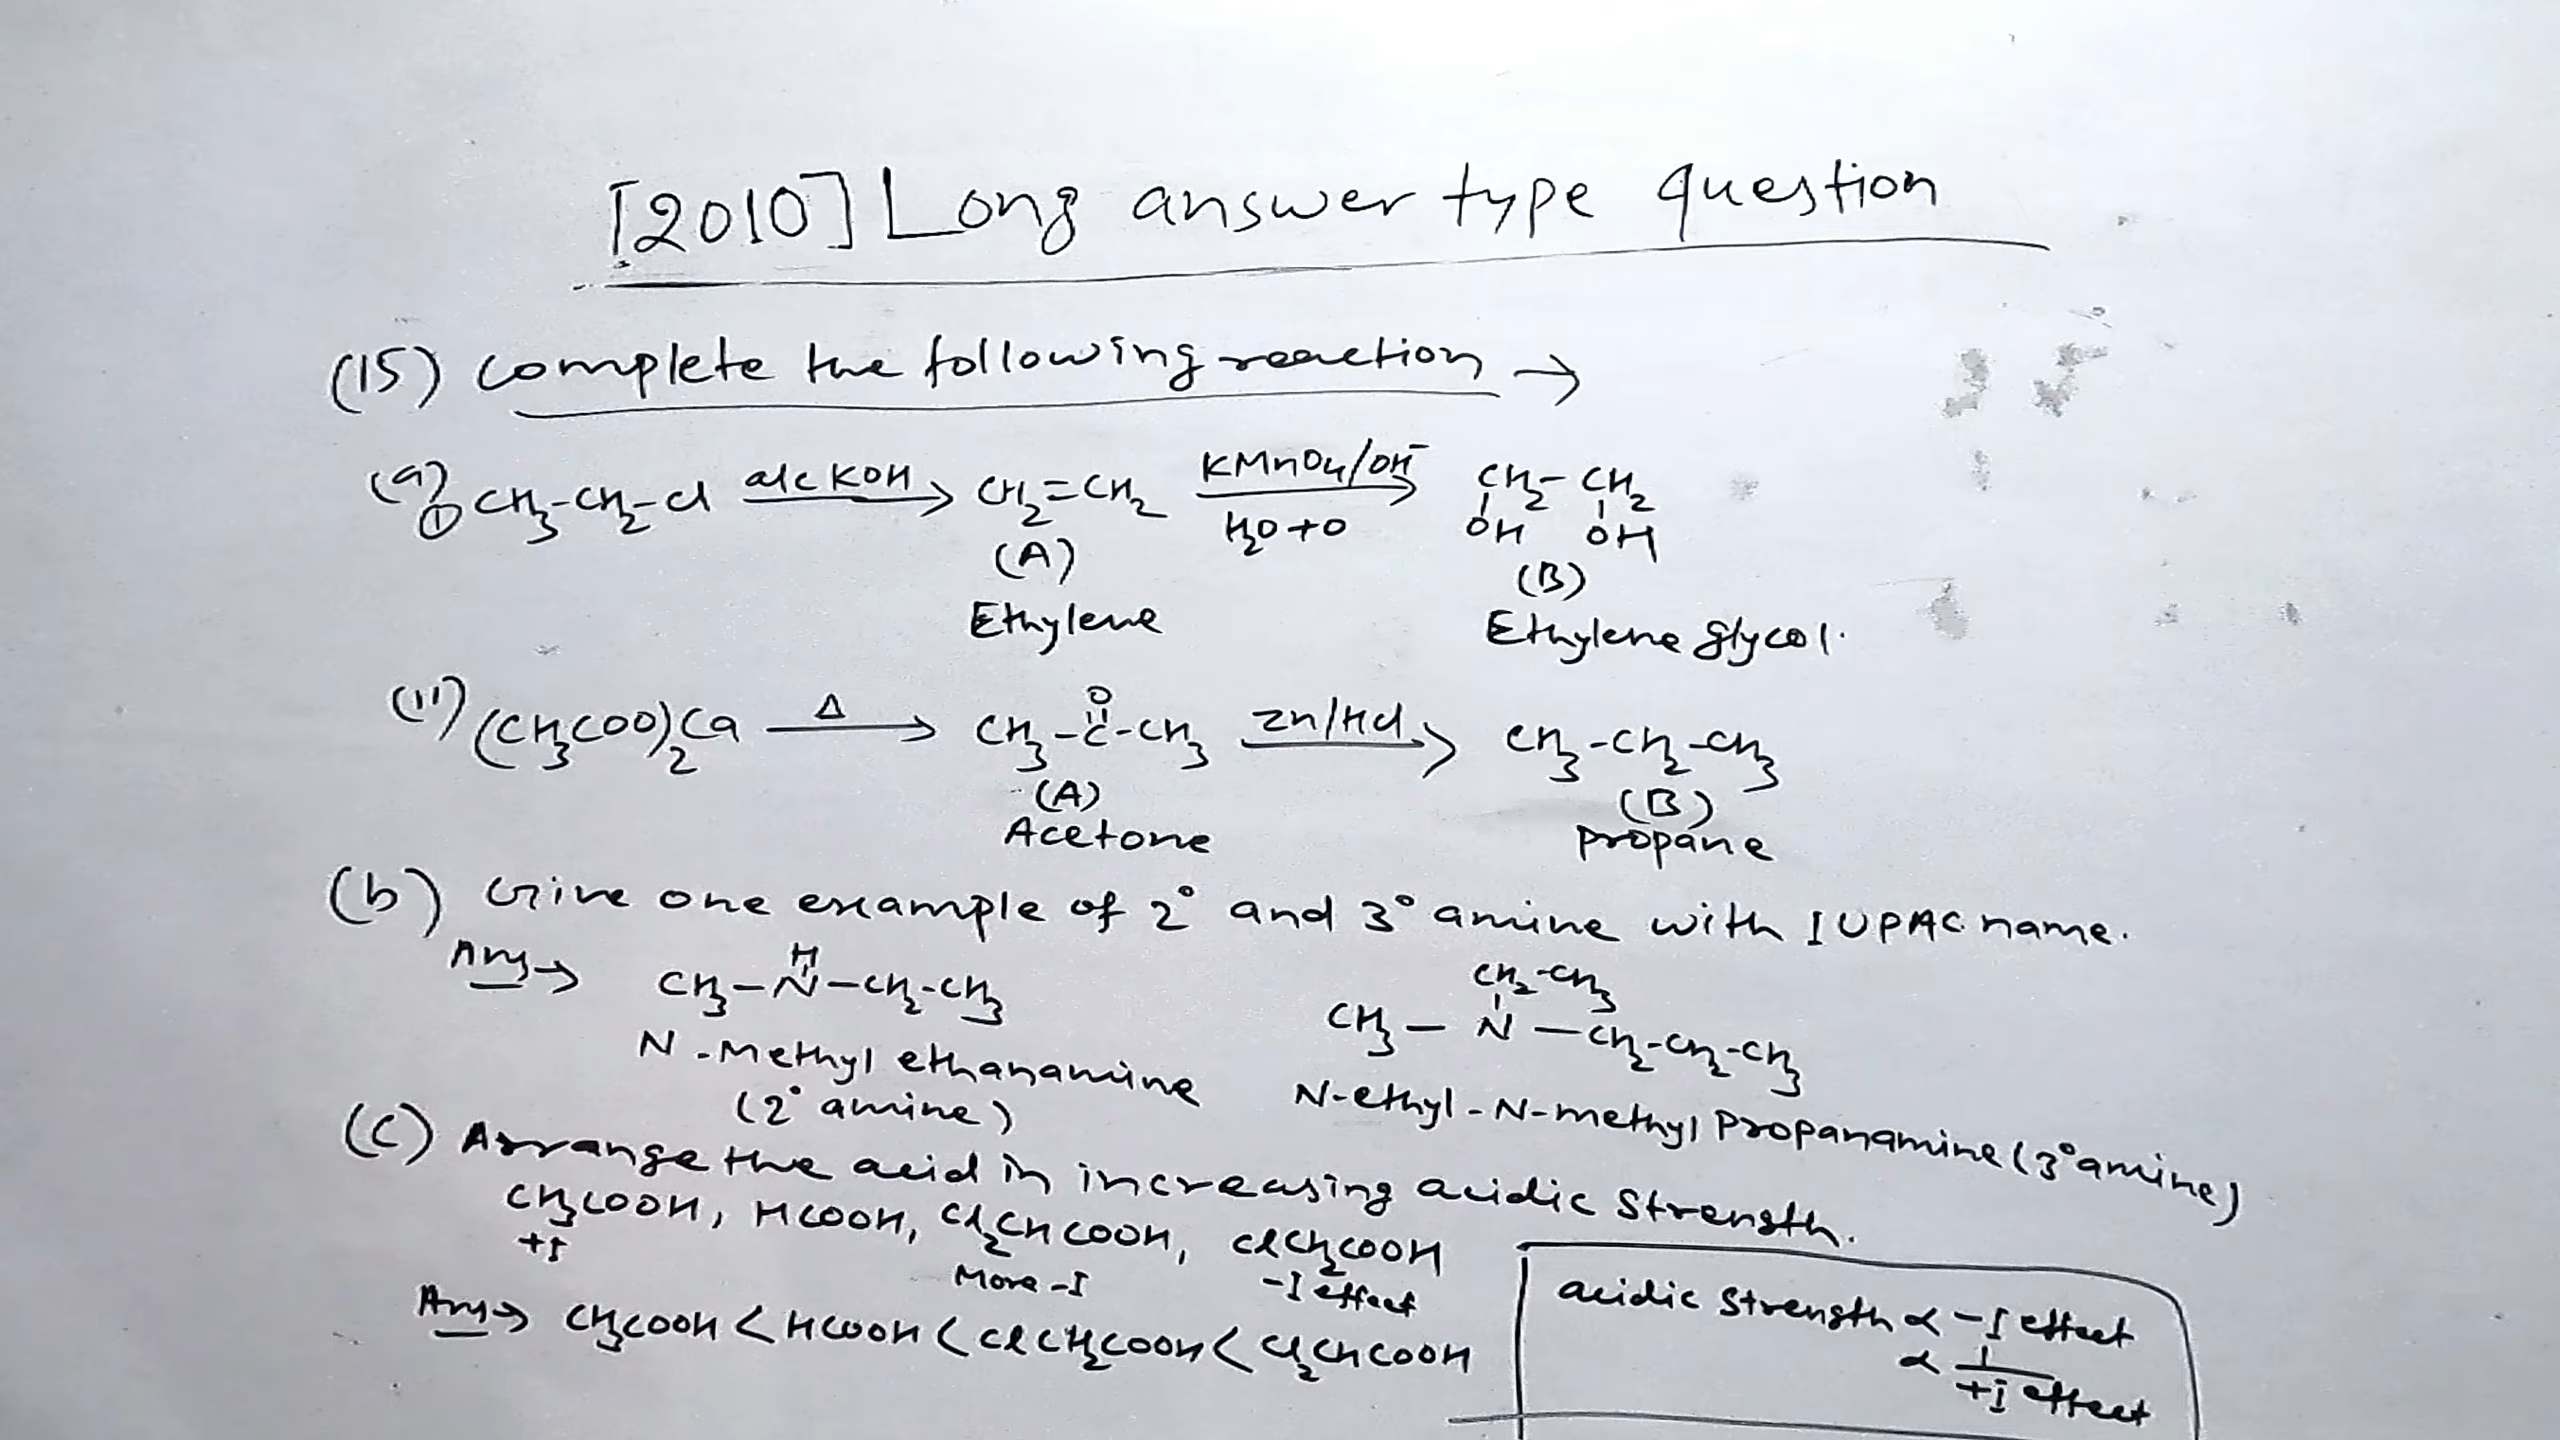 [2010] Long answer type question
(15) Complete the following reaction →
(a) ① CH₃-CH₂-Cl alc KOH → CH₂=CH₂ KMnO₄/OH⁻ → CH₂-CH₂
H₂O+O OH OH
(A) (B)
Ethylene Ethylene glycol.
(ii) (CH₃COO)₂Ca Δ → CH₃-C-CH₃ Zn/HCl → CH₃-CH₂-CH₃
O
(A) (B)
Acetone propane
(b) Give one example of 2° and 3° amine with IUPAC name.
Ans→ CH₃-N-CH₂-CH₃ CH₃-N-CH₂-CH₂-CH₃
H CH₂-CH₃
N-Methyl ethanamine N-ethyl-N-methyl Propanamine (3° amine)
(2° amine)
(C) Arrange the acid in increasing acidic Strength.
CH₃COOH, HCOOH, Cl₂CHCOOH, ClCH₂COOH
+I More -I -I effect
Ans→ CH₃COOH < HCOOH < ClCH₂COOH < Cl₂CHCOOH
acidic Strength ∝ -I effect
∝ 1/+I effect